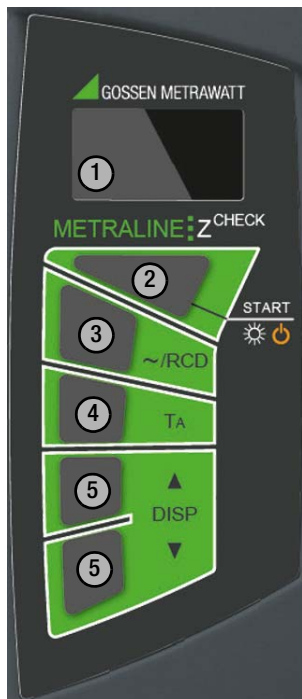 GOSSEN METRAWATT
1
METRALINE Z CHECK
2
START
3
~/RCD
4
TA
5
▲
DISP
▼
5